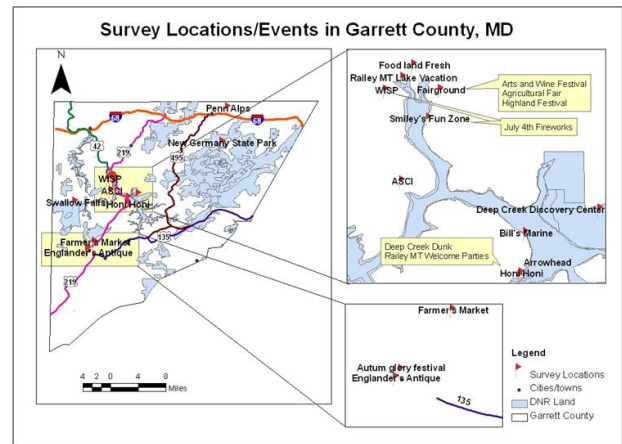 Survey Locations/Events in Garrett County, MD
N
Penn Alps
68
68
42
219
New Germany State Park
495
WISP
ASCI
Honi Honi
Swallow Falls
Farmer's Market
135
Englander's Antique
219
4 2 0 4 8
Miles
Food land Fresh
Railey MT Lake Vacation
WISP
Fairground
Arts and Wine Festival
Agricultural Fair
Highland Festival
July 4th Fireworks
Smiley's Fun Zone
ASCI
Deep Creek Discovery Center
Bill's Marine
Deep Creek Dunk
Railey MT Welcome Parties
Arrowhead
Honi Honi
Farmer's Market
Autum glory festival
Englander's Antique
135
Legend
Survey Locations
Cities/towns
DNR Land
Garrett County